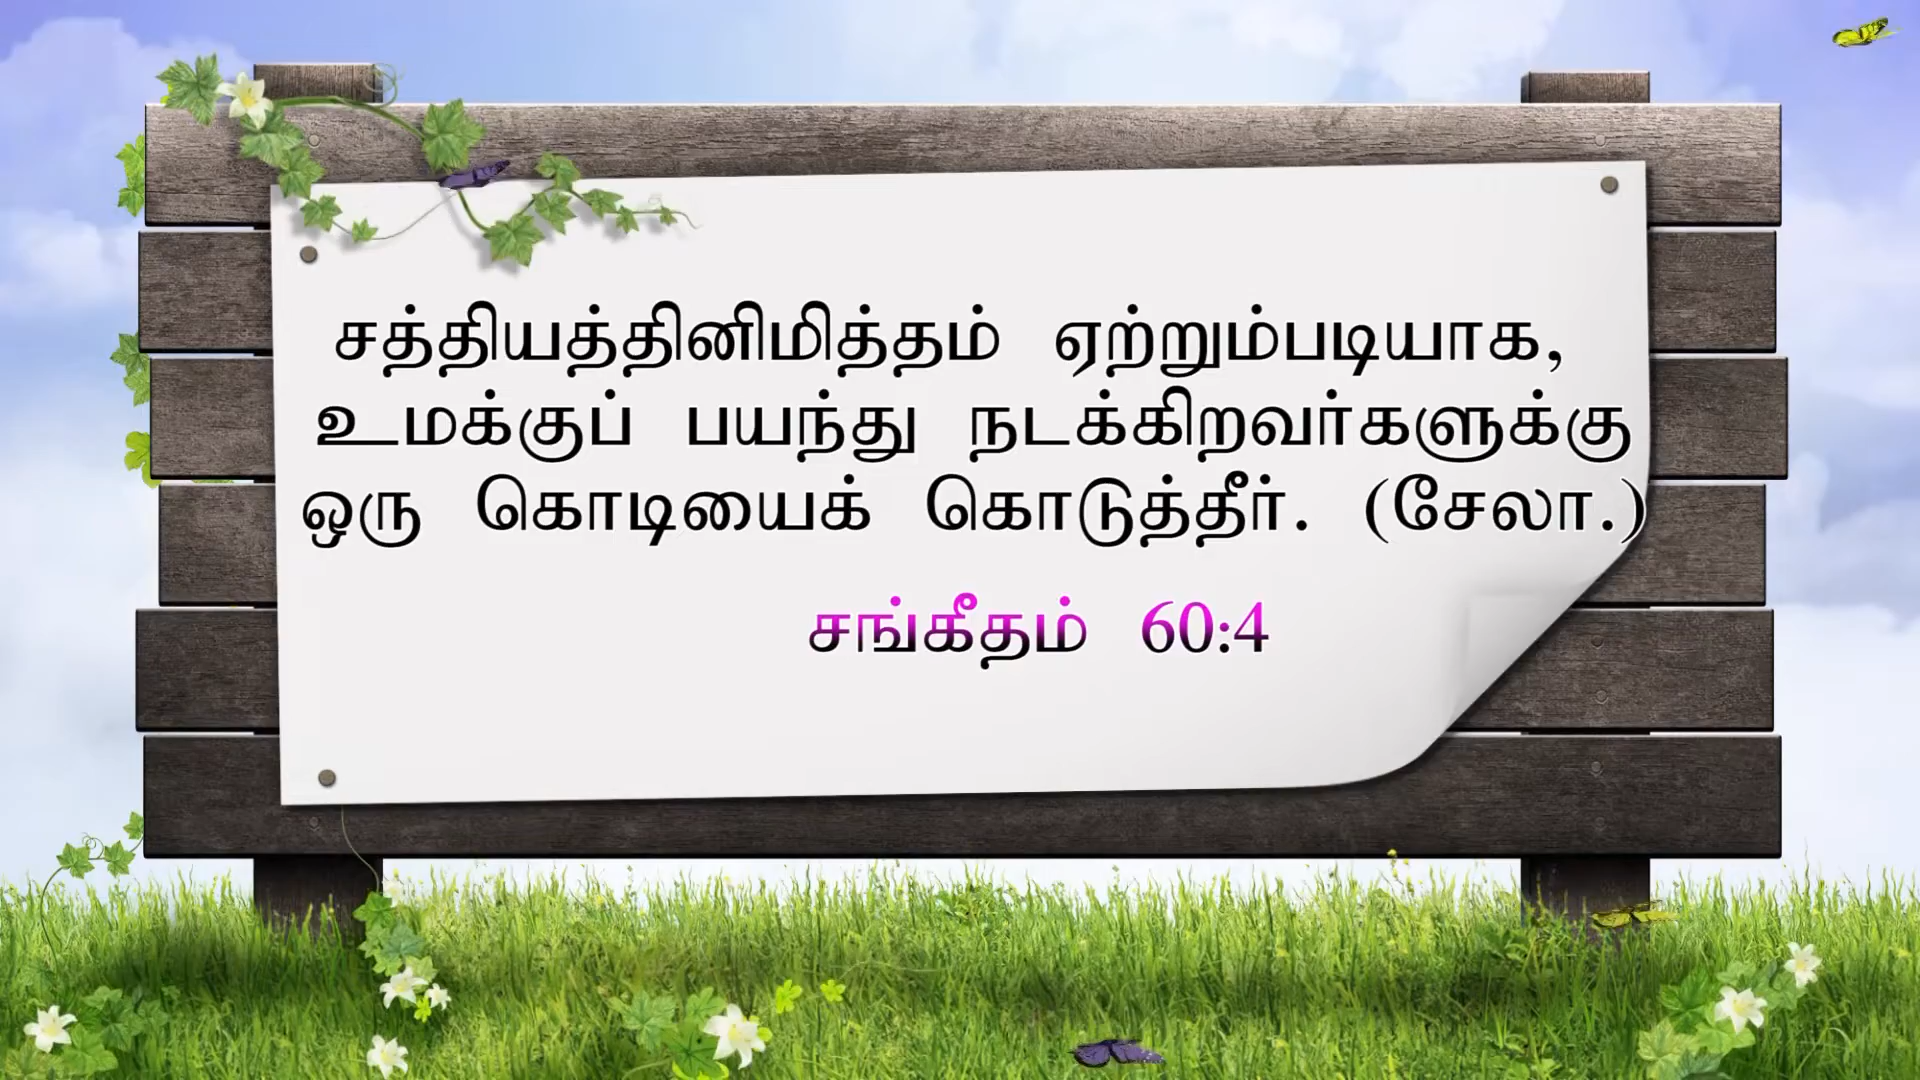 சத்தியத்தினிமித்தம் ஏற்றும்படியாக,
உமக்குப் பயந்து நடக்கிறவர்களுக்கு
ஒரு கொடியைக் கொடுத்தீர். (சேலா.)
சங்கீதம் 60:4